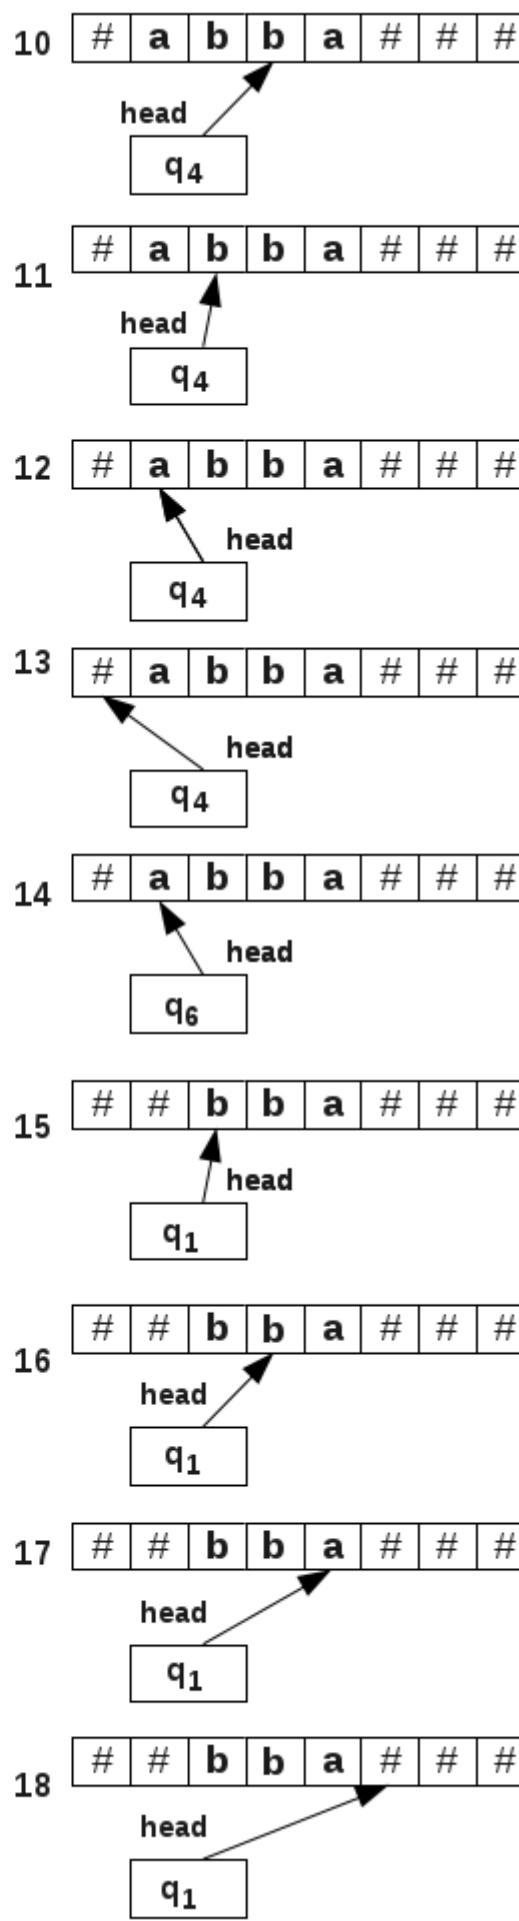 10 # a b b a # # #
head
q4
11 # a b b a # # #
head
q4
12 # a b b a # # #
head
q4
13 # a b b a # # #
head
q4
14 # a b b a # # #
head
q6
15 # # b b a # # #
head
q1
16 # # b b a # # #
head
q1
17 # # b b a # # #
head
q1
18 # # b b a # # #
head
q1